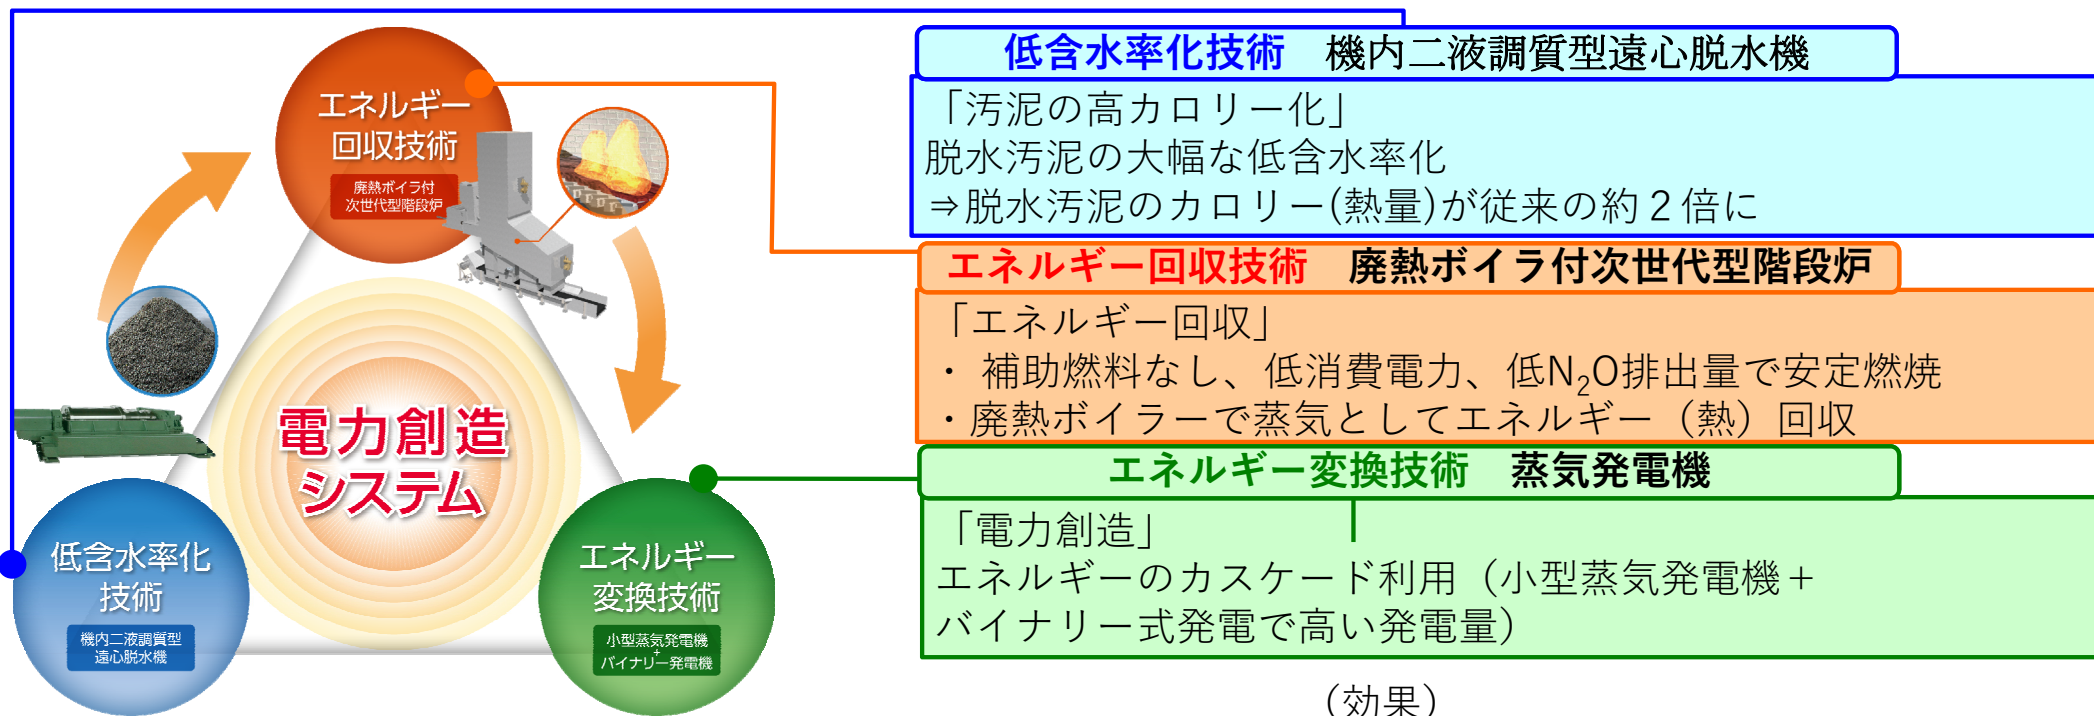 エネルギー
回収技術
廃熱ボイラ付
次世代型階段炉
電力創造
システム
低含水率化
技術
機内二液調質型
遠心脱水機
エネルギー
変換技術
小型蒸気発電機
+
バイナリー発電機
低含水率化技術　機内二液調質型遠心脱水機
「汚泥の高カロリー化」
脱水汚泥の大幅な低含水率化
⇒脱水汚泥のカロリー(熱量)が従来の約２倍に
エネルギー回収技術　廃熱ボイラ付次世代型階段炉
「エネルギー回収」
・ 補助燃料なし、低消費電力、低N₂O排出量で安定燃焼
・廃熱ボイラーで蒸気としてエネルギー（熱）回収
エネルギー変換技術　蒸気発電機
「電力創造」
エネルギーのカスケード利用（小型蒸気発電機＋
バイナリー式発電で高い発電量）
（効果）